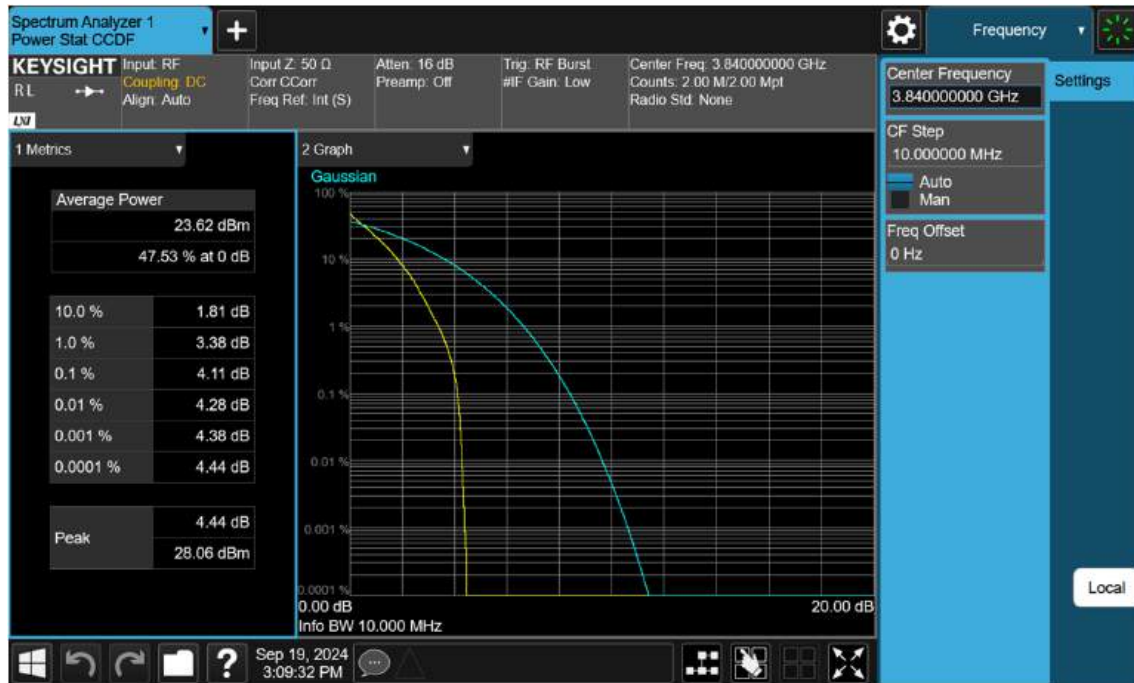 Spectrum Analyzer 1
Power Stat CCDF
+
Frequency
KEYSIGHT
RL
LXI
Input: RF
Coupling: DC
Align: Auto
Input Z: 50 Ω
Corr CCorr
Freq Ref: Int (S)
Atten: 16 dB
Preamp: Off
Trig: RF Burst
#IF Gain: Low
Center Freq: 3.840000000 GHz
Counts: 2.00 M/2.00 Mpt
Radio Std: None
Center Frequency
3.840000000 GHz
Settings
CF Step
10.000000 MHz
Auto
Man
Freq Offset
0 Hz
1 Metrics
Average Power
23.62 dBm
47.53 % at 0 dB
10.0 % 1.81 dB
1.0 % 3.38 dB
0.1 % 4.11 dB
0.01 % 4.28 dB
0.001 % 4.38 dB
0.0001 % 4.44 dB
Peak
4.44 dB
28.06 dBm
2 Graph
Gaussian
100 %
10 %
1 %
0.1 %
0.01 %
0.001 %
0.0001 %
0.00 dB 20.00 dB
Info BW 10.000 MHz
Local
?
Sep 19, 2024
3:09:32 PM